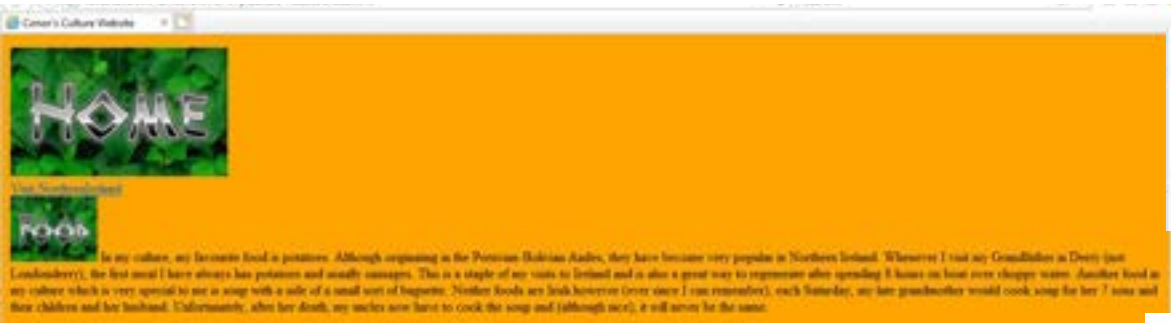 Conor's Culture Website
HOME
Visit NorthernIreland
FOOD
In my culture, my favourite food is potatoes. Although originating in the Peruvian-Bolivian Andes, they have become very popular in Northern Ireland. Whenever I visit my Grandfather in Derry (not
Londonderry), the first meal I have always has potatoes and usually sausages. This is a staple of my visits to Ireland and is also a great way to regenerate after spending 8 hours on boat over choppy water. Another food in
my culture which is very special to me is soup with a side of a small sort of baguette. Neither foods are Irish however (ever since I can remember), each Saturday, my late grandmother would cook soup for her 7 sons and
their children and her husband. Unfortunately, after her death, my uncles now have to cook the soup and (although nice), it will never be the same.